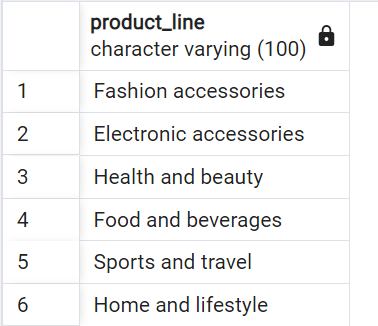 product_line
character varying (100)
1 Fashion accessories
2 Electronic accessories
3 Health and beauty
4 Food and beverages
5 Sports and travel
6 Home and lifestyle